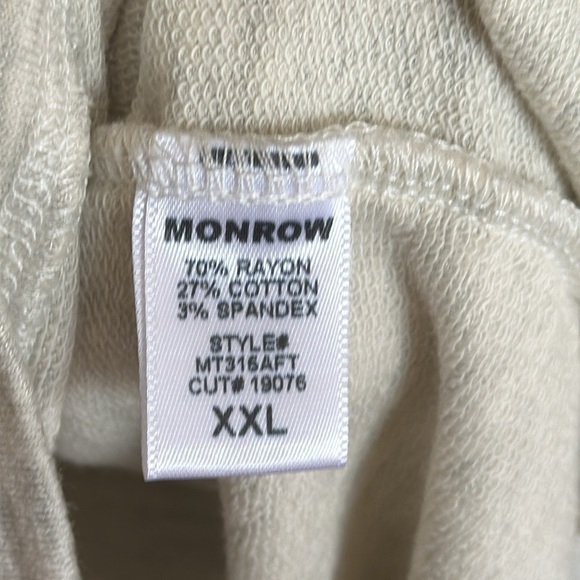 MONROW
70% RAYON
27% COTTON
3% SPANDEX
STYLE#
MT315AFT
CUT# 19076
XXL